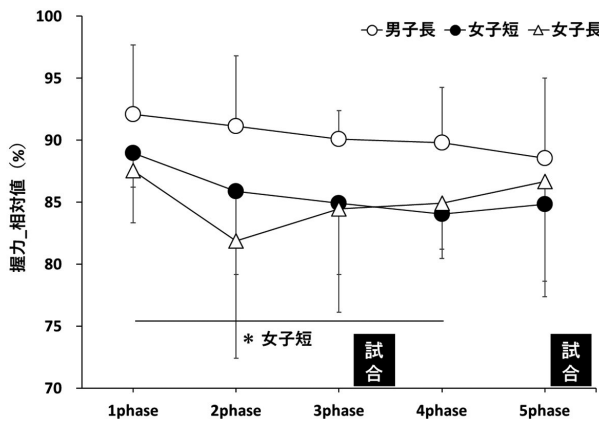 男子長 女子短 女子長
握力_相対値（%）
100
95
90
85
80
75
70
* 女子短
試合
試合
1phase 2phase 3phase 4phase 5phase